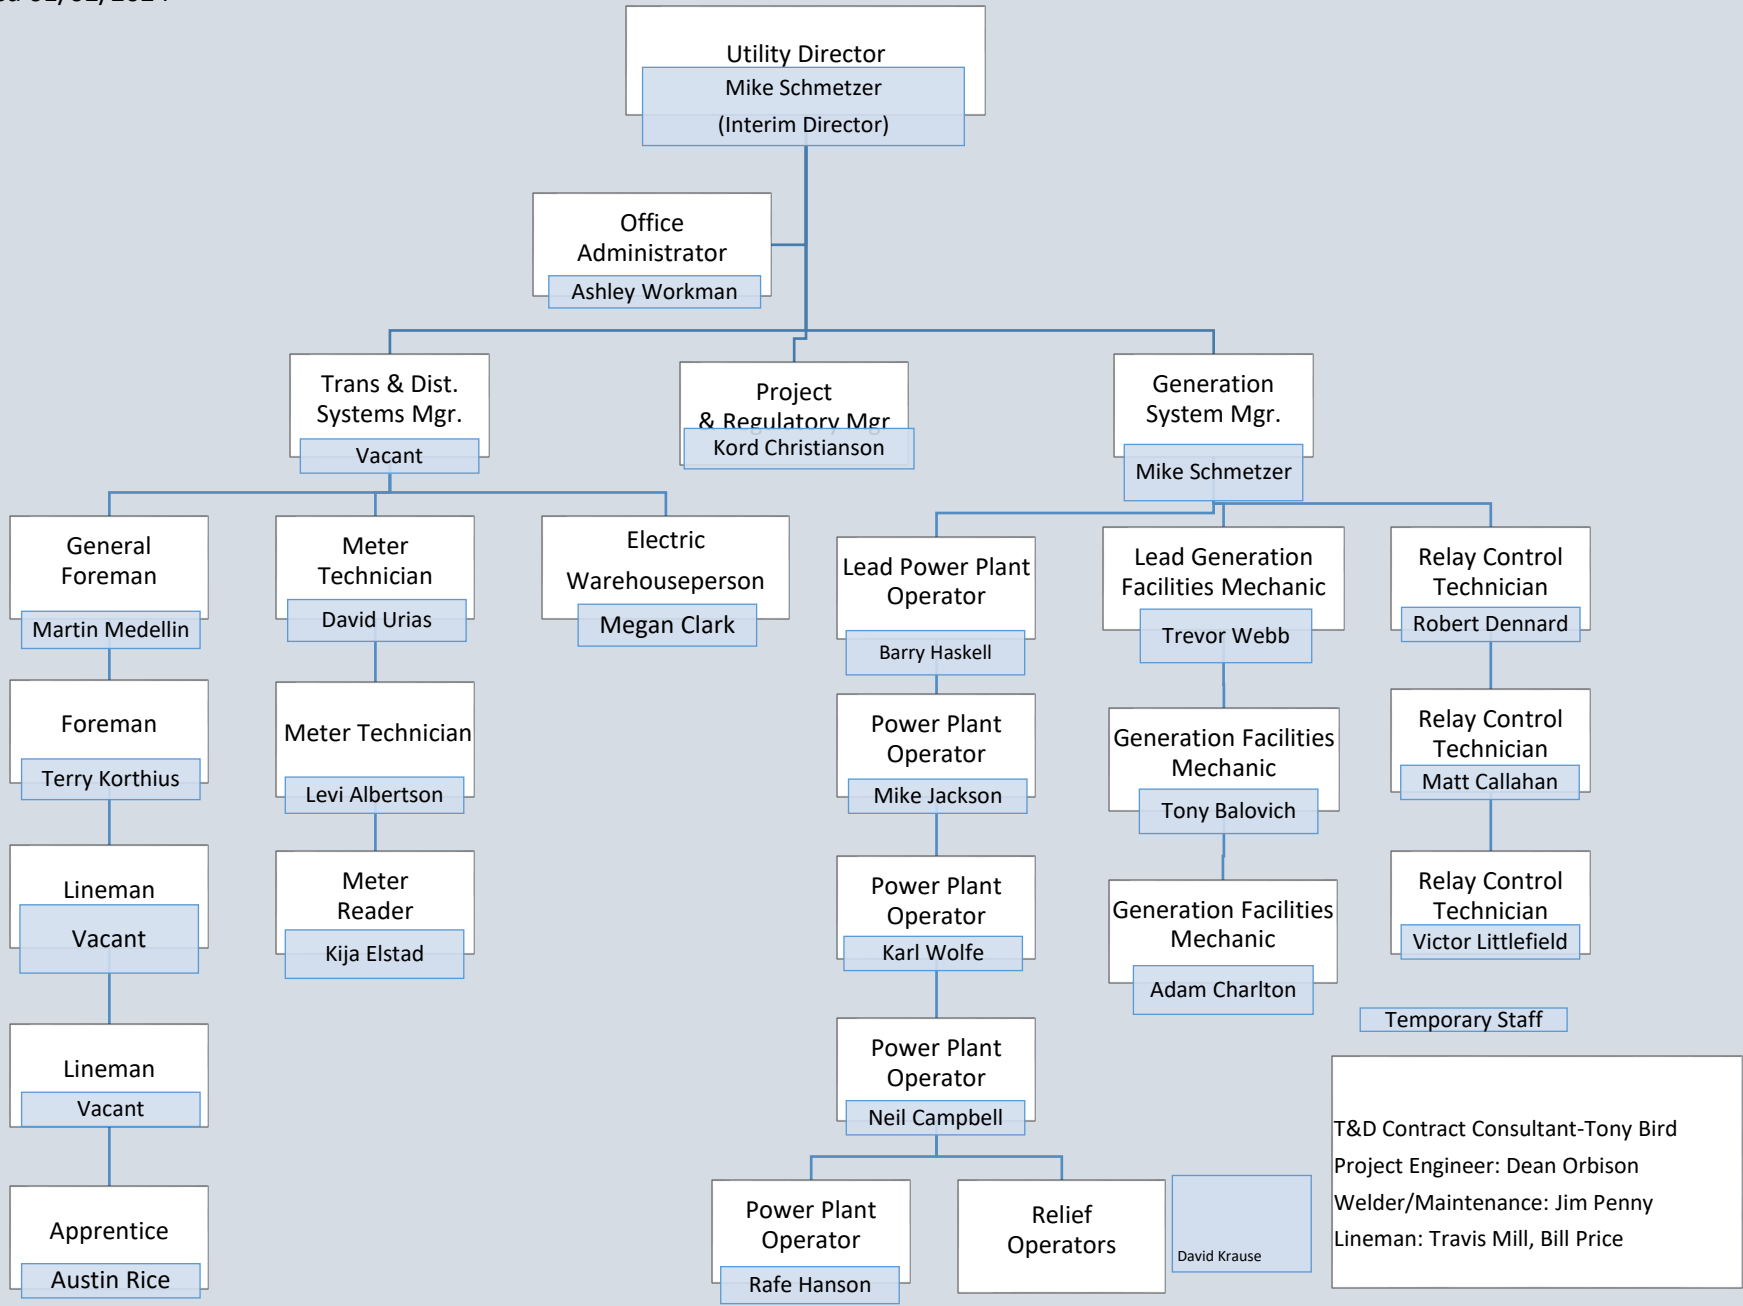 01/01/2024
Utility Director
Mike Schmetzer
(Interim Director)
Office
Administrator
Ashley Workman
Trans & Dist.
Systems Mgr.
Vacant
Project
& Regulatory Mgr
Kord Christianson
Generation
System Mgr.
Mike Schmetzer
General
Foreman
Martin Medellin
Foreman
Terry Korthius
Lineman
Vacant
Lineman
Vacant
Apprentice
Austin Rice
Meter
Technician
David Urias
Meter Technician
Levi Albertson
Meter
Reader
Kija Elstad
Electric
Warehouseperson
Megan Clark
Lead Power Plant
Operator
Barry Haskell
Power Plant
Operator
Mike Jackson
Power Plant
Operator
Karl Wolfe
Power Plant
Operator
Neil Campbell
Power Plant
Operator
Rafe Hanson
Relief
Operators
David Krause
Lead Generation
Facilities Mechanic
Trevor Webb
Generation Facilities
Mechanic
Tony Balovich
Generation Facilities
Mechanic
Adam Charlton
Relay Control
Technician
Robert Dennard
Relay Control
Technician
Matt Callahan
Relay Control
Technician
Victor Littlefield
Temporary Staff
T&D Contract Consultant-Tony Bird
Project Engineer: Dean Orbison
Welder/Maintenance: Jim Penny
Lineman: Travis Mill, Bill Price